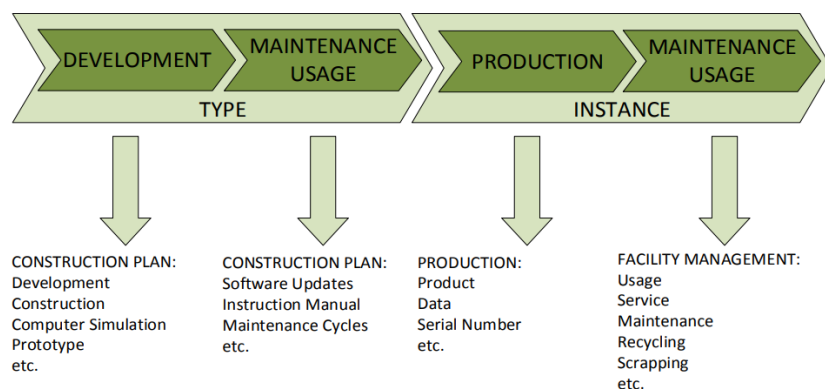 DEVELOPMENT
MAINTENANCE
USAGE
PRODUCTION
MAINTENANCE
USAGE
TYPE
INSTANCE
CONSTRUCTION PLAN:
Development
Construction
Computer Simulation
Prototype
etc.
CONSTRUCTION PLAN:
Software Updates
Instruction Manual
Maintenance Cycles
etc.
PRODUCTION:
Product
Data
Serial Number
etc.
FACILITY MANAGEMENT:
Usage
Service
Maintenance
Recycling
Scrapping
etc.